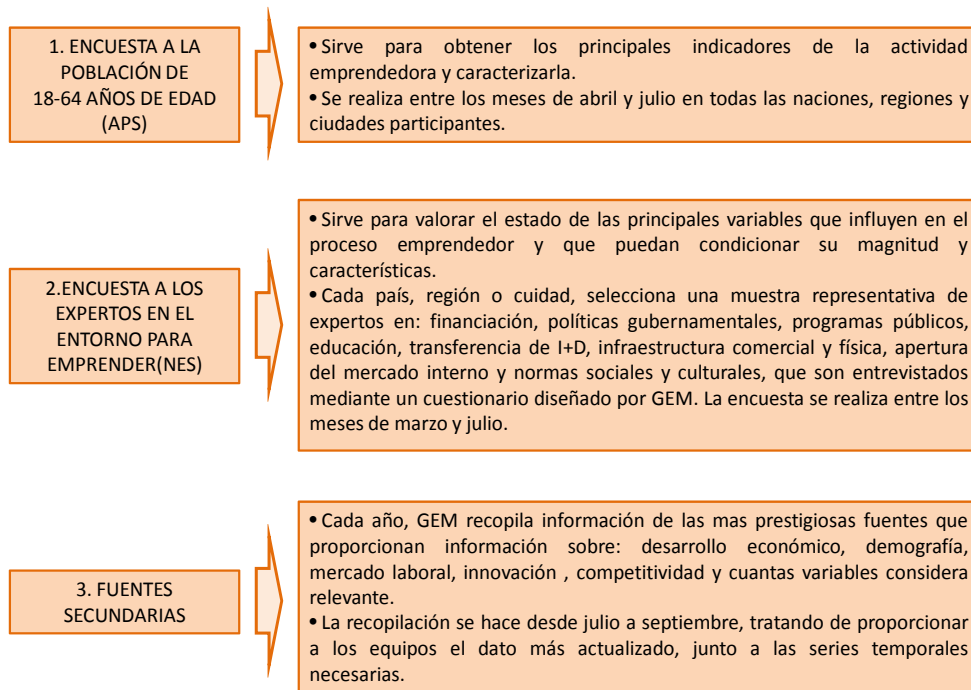 1. ENCUESTA A LA
POBLACIÓN DE
18-64 AÑOS DE EDAD
(APS)
• Sirve para obtener los principales indicadores de la actividad
emprendedora y caracterizarla.
• Se realiza entre los meses de abril y julio en todas las naciones, regiones y
ciudades participantes.
2.ENCUESTA A LOS
EXPERTOS EN EL
ENTORNO PARA
EMPRENDER(NES)
• Sirve para valorar el estado de las principales variables que influyen en el
proceso emprendedor y que puedan condicionar su magnitud y
características.
• Cada país, región o cuidad, selecciona una muestra representativa de
expertos en: financiación, políticas gubernamentales, programas públicos,
educación, transferencia de I+D, infraestructura comercial y física, apertura
del mercado interno y normas sociales y culturales, que son entrevistados
mediante un cuestionario diseñado por GEM. La encuesta se realiza entre los
meses de marzo y julio.
3. FUENTES
SECUNDARIAS
• Cada año, GEM recopila información de las mas prestigiosas fuentes que
proporcionan información sobre: desarrollo económico, demografía,
mercado laboral, innovación , competitividad y cuantas variables considera
relevante.
• La recopilación se hace desde julio a septiembre, tratando de proporcionar
a los equipos el dato más actualizado, junto a las series temporales
necesarias.